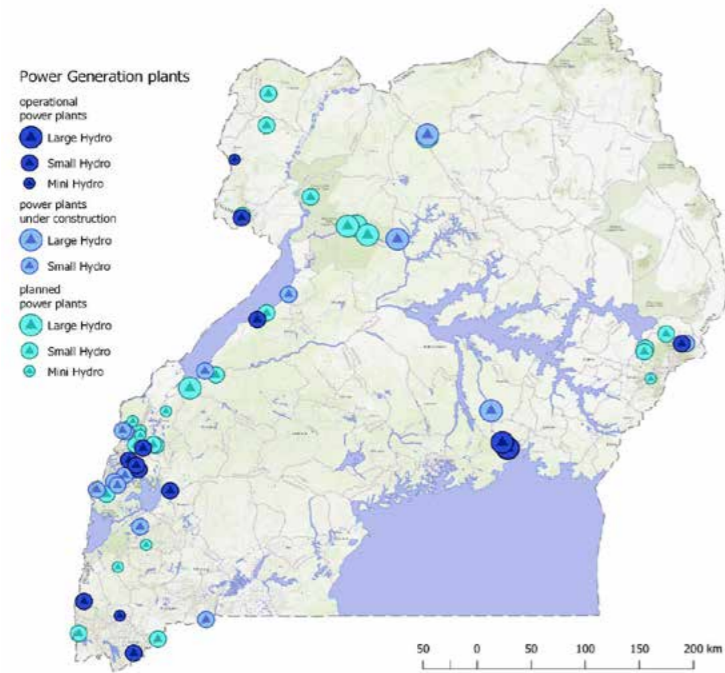 Power Generation plants
operational
power plants
Large Hydro
Small Hydro
Mini Hydro
power plants
under construction
Large Hydro
Small Hydro
planned
power plants
Large Hydro
Small Hydro
Mini Hydro
50 0 50 100 150 200 km